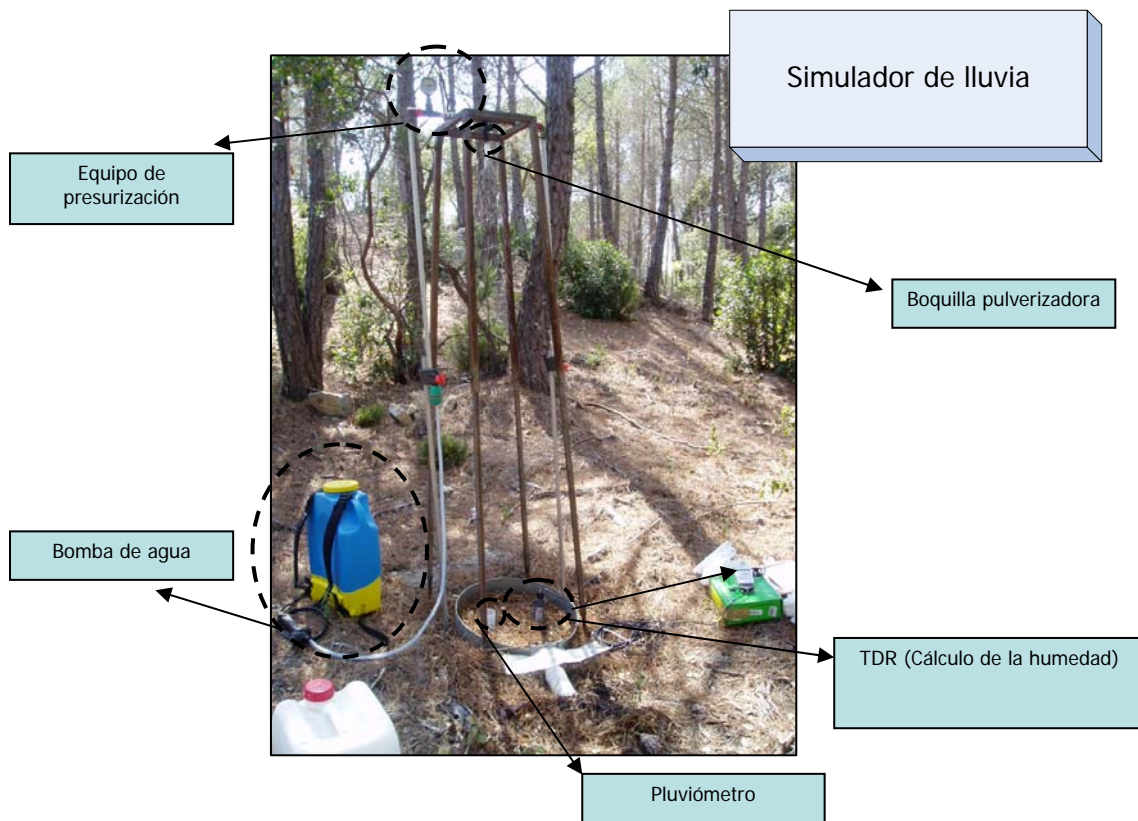 Simulador de lluvia
Equipo de
presurización
Boquilla pulverizadora
Bomba de agua
TDR (Cálculo de la humedad)
Pluviómetro